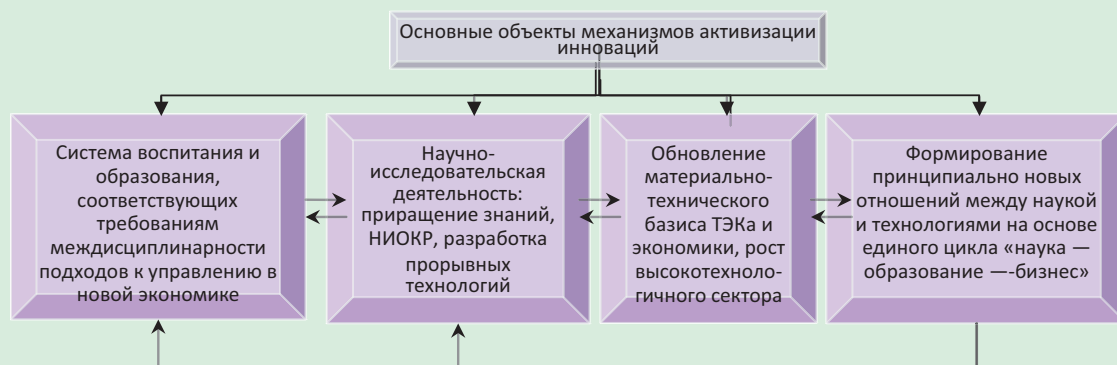 Основные объекты механизмов активизации
инноваций
Система воспитания и
образования,
соответствующих
требованиям
междисциплинарности
подходов к управлению в
новой экономике
Научно-
исследовательская
деятельность:
приращение знаний,
НИОКР, разработка
прорывных
технологий
Обновление
материально-
технического
базиса ТЭКа и
экономики, рост
высокотехноло-
гичного сектора
Формирование
принципиально новых
отношений между наукой
и технологиями на основе
единого цикла «наука —
образование —-бизнес»